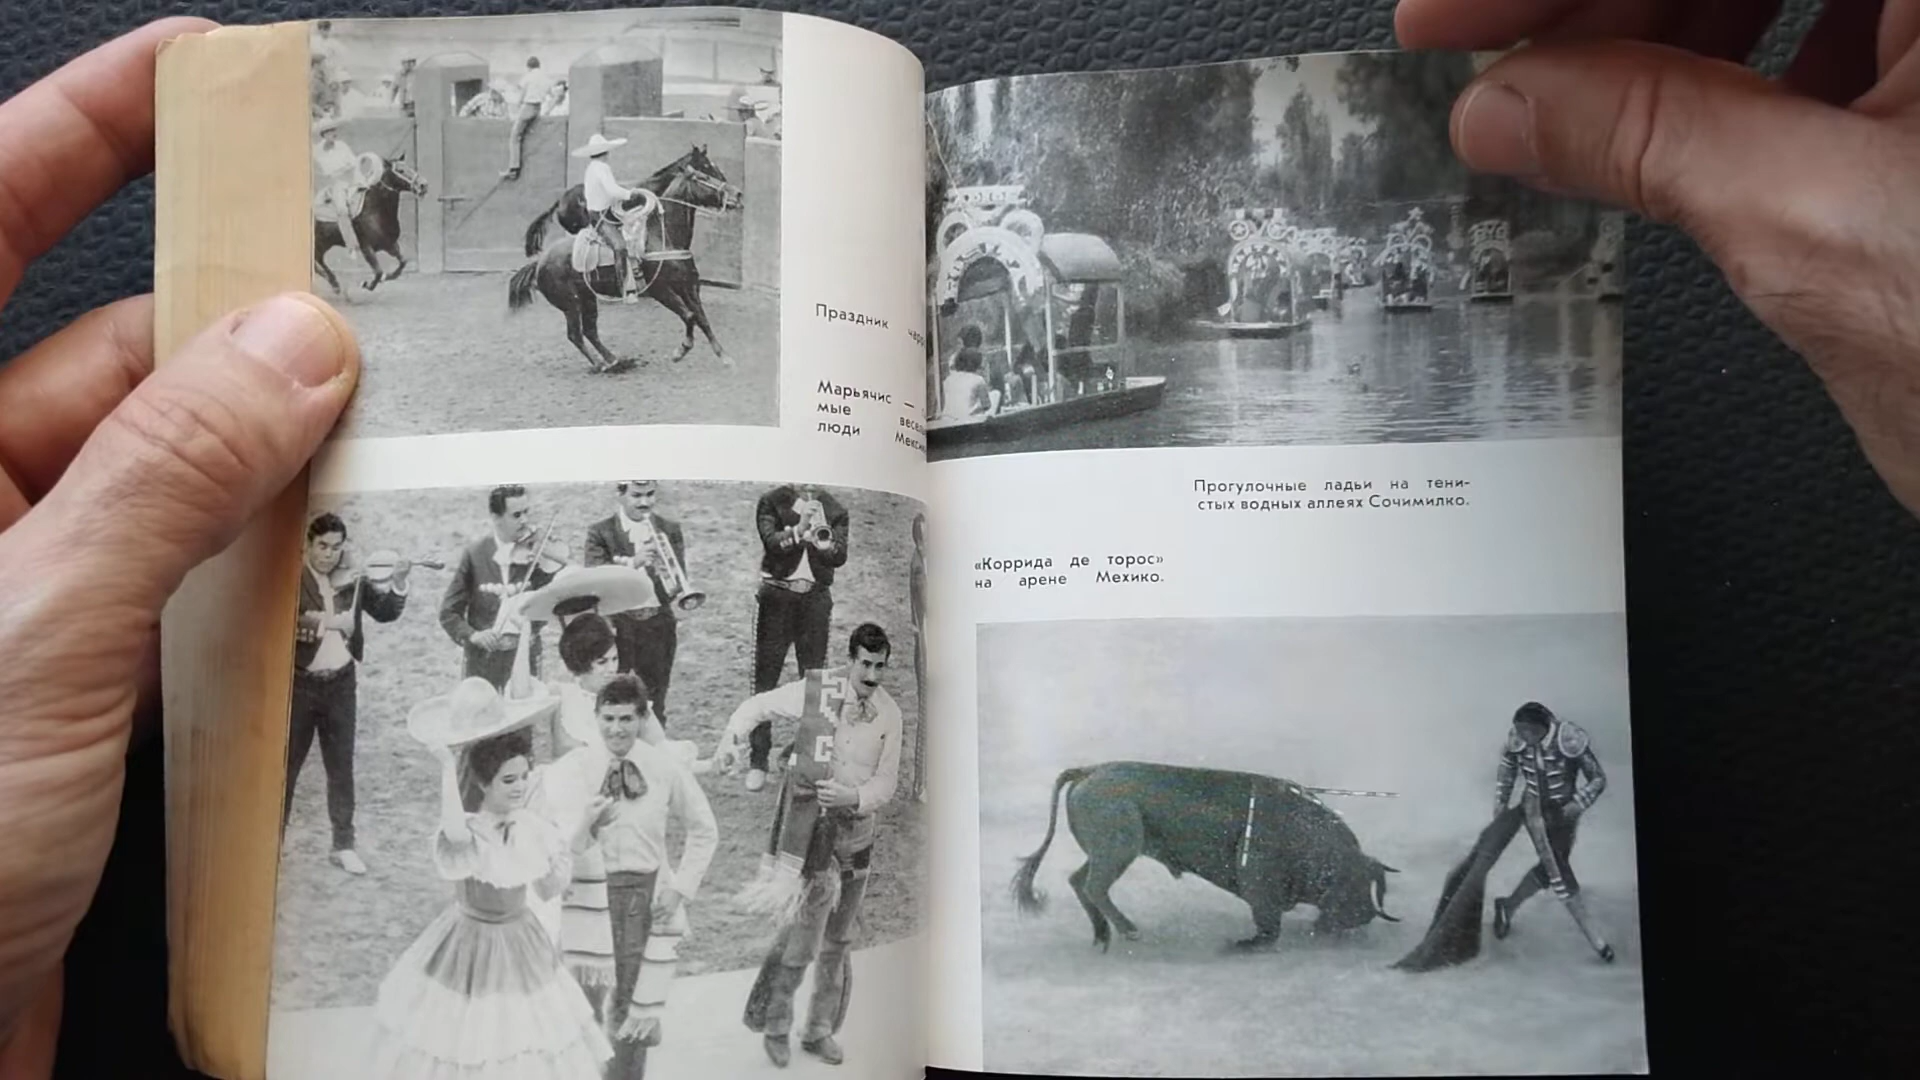 Праздник
Марьячис —
мые
люди
Прогулочные ладьи на тени-
стых водных аллеях Сочимилко.
«Коррида де торос»
на арене Мехико.